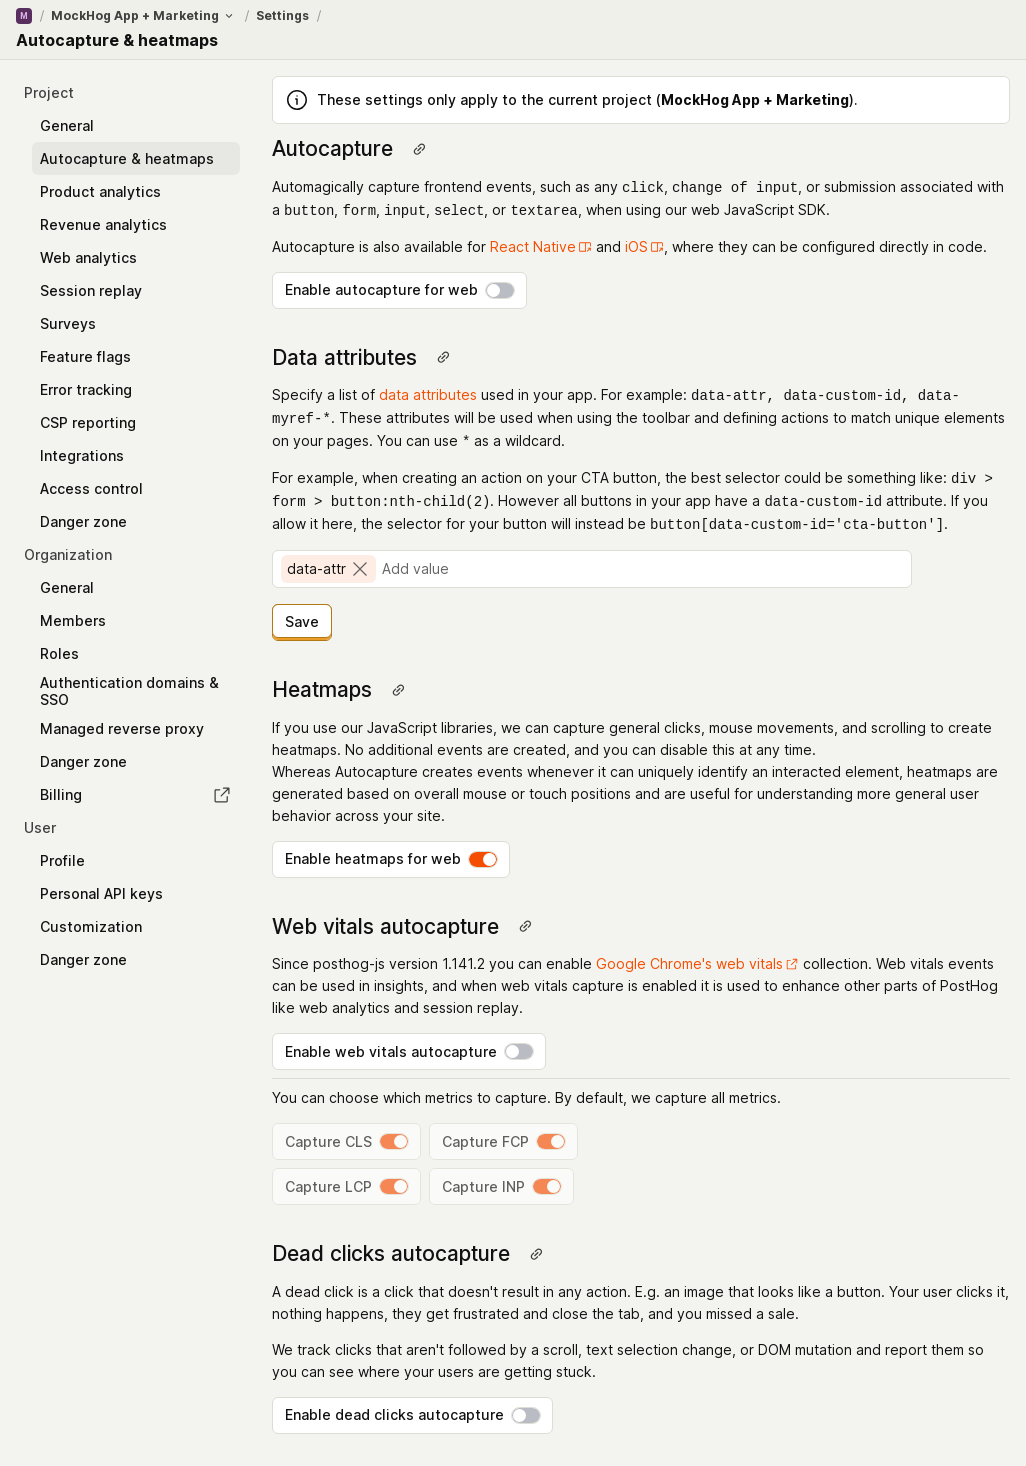 M / MockHog App + Marketing / Settings /
Autocapture & heatmaps
Project
General
Autocapture & heatmaps
Product analytics
Revenue analytics
Web analytics
Session replay
Surveys
Feature flags
Error tracking
CSP reporting
Integrations
Access control
Danger zone
Organization
General
Members
Roles
Authentication domains &
SSO
Managed reverse proxy
Danger zone
Billing
User
Profile
Personal API keys
Customization
Danger zone
These settings only apply to the current project (MockHog App + Marketing).
Autocapture
Automagically capture frontend events, such as any click, change of input, or submission associated with
a button, form, input, select, or textarea, when using our web JavaScript SDK.
Autocapture is also available for React Native and iOS, where they can be configured directly in code.
Enable autocapture for web
Data attributes
Specify a list of data attributes used in your app. For example: data-attr, data-custom-id, data-
myref-*. These attributes will be used when using the toolbar and defining actions to match unique elements
on your pages. You can use * as a wildcard.
For example, when creating an action on your CTA button, the best selector could be something like: div >
form > button:nth-child(2). However all buttons in your app have a data-custom-id attribute. If you
allow it here, the selector for your button will instead be button[data-custom-id='cta-button'].
data-attr Add value
Save
Heatmaps
If you use our JavaScript libraries, we can capture general clicks, mouse movements, and scrolling to create
heatmaps. No additional events are created, and you can disable this at any time.
Whereas Autocapture creates events whenever it can uniquely identify an interacted element, heatmaps are
generated based on overall mouse or touch positions and are useful for understanding more general user
behavior across your site.
Enable heatmaps for web
Web vitals autocapture
Since posthog-js version 1.141.2 you can enable Google Chrome's web vitals collection. Web vitals events
can be used in insights, and when web vitals capture is enabled it is used to enhance other parts of PostHog
like web analytics and session replay.
Enable web vitals autocapture
You can choose which metrics to capture. By default, we capture all metrics.
Capture CLS Capture FCP
Capture LCP Capture INP
Dead clicks autocapture
A dead click is a click that doesn't result in any action. E.g. an image that looks like a button. Your user clicks it,
nothing happens, they get frustrated and close the tab, and you missed a sale.
We track clicks that aren't followed by a scroll, text selection change, or DOM mutation and report them so
you can see where your users are getting stuck.
Enable dead clicks autocapture